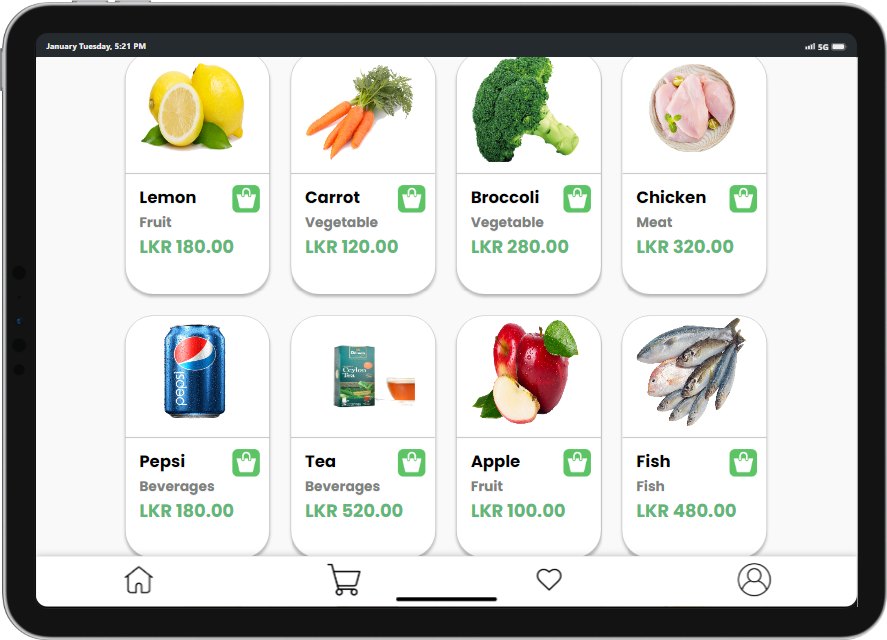 January Tuesday, 5:21 PM
5G
Lemon
Fruit
LKR 180.00
Carrot
Vegetable
LKR 120.00
Broccoli
Vegetable
LKR 280.00
Chicken
Meat
LKR 320.00
pepsi
Ceylon
Tea
Pepsi
Beverages
LKR 180.00
Tea
Beverages
LKR 520.00
Apple
Fruit
LKR 100.00
Fish
Fish
LKR 480.00